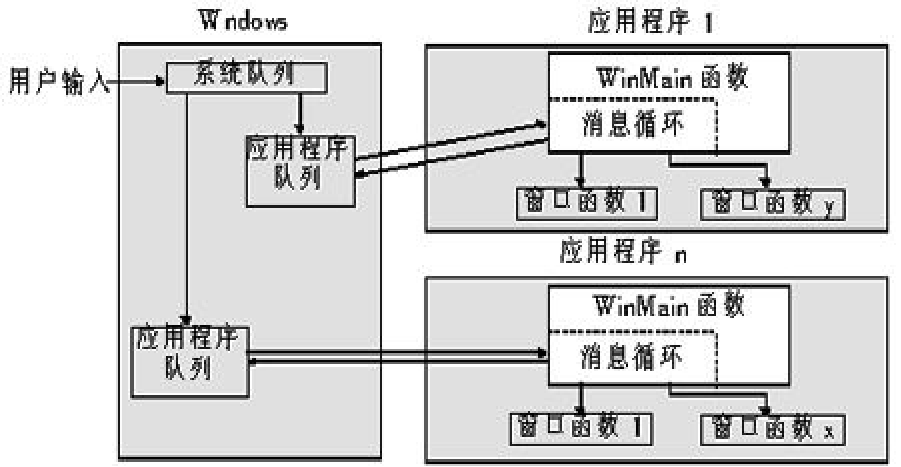 Windows
应用程序 1
用户输入
系统队列
WinMain 函数
消息循环
应用程序
队列
窗口函数 1
窗口函数 y
应用程序 n
WinMain 函数
应用程序
队列
消息循环
窗口函数 1
窗口函数 x